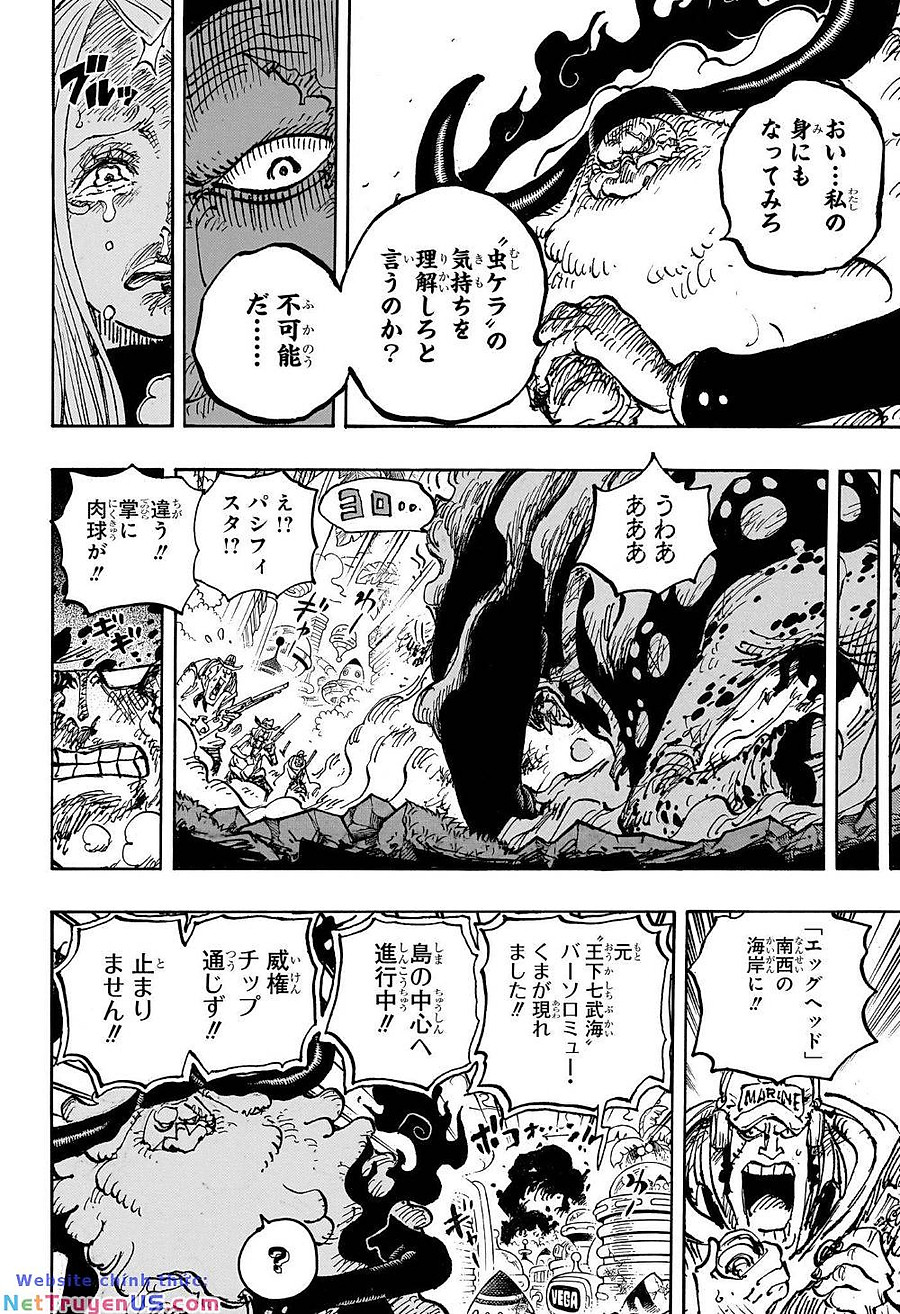 おい…私の
身にも
なってみろ
〝虫ケラ〟の
気持ちを
理解しろと
言うのか？
不可能
だ……
ブルッ
うわあ
あああ
ヨロ‥
え!?
パシフィ
スタ!?
違う!!
掌に
肉球が!!
ギギ
「エッグヘッド」
南西の
海岸に!!
MARINE
元
〝王下七武海〟
バーソロミュー・
くまが現れ
ました!!
島の中心へ
進行中!!
威権
チップ
通じず!!
止まり
ません!!
ボォ
VEGA
?
Website chính thức:
NetTruyenUS.com